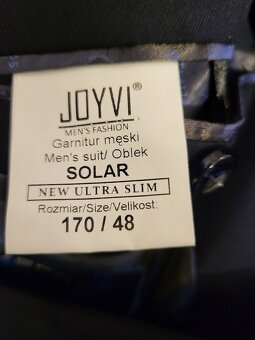 JOYVI®
MEN'S FASHION
Garnitur męski
Men's suit/ Oblek
SOLAR
NEW ULTRA SLIM
Rozmiar/Size/Velikost:
170 / 48